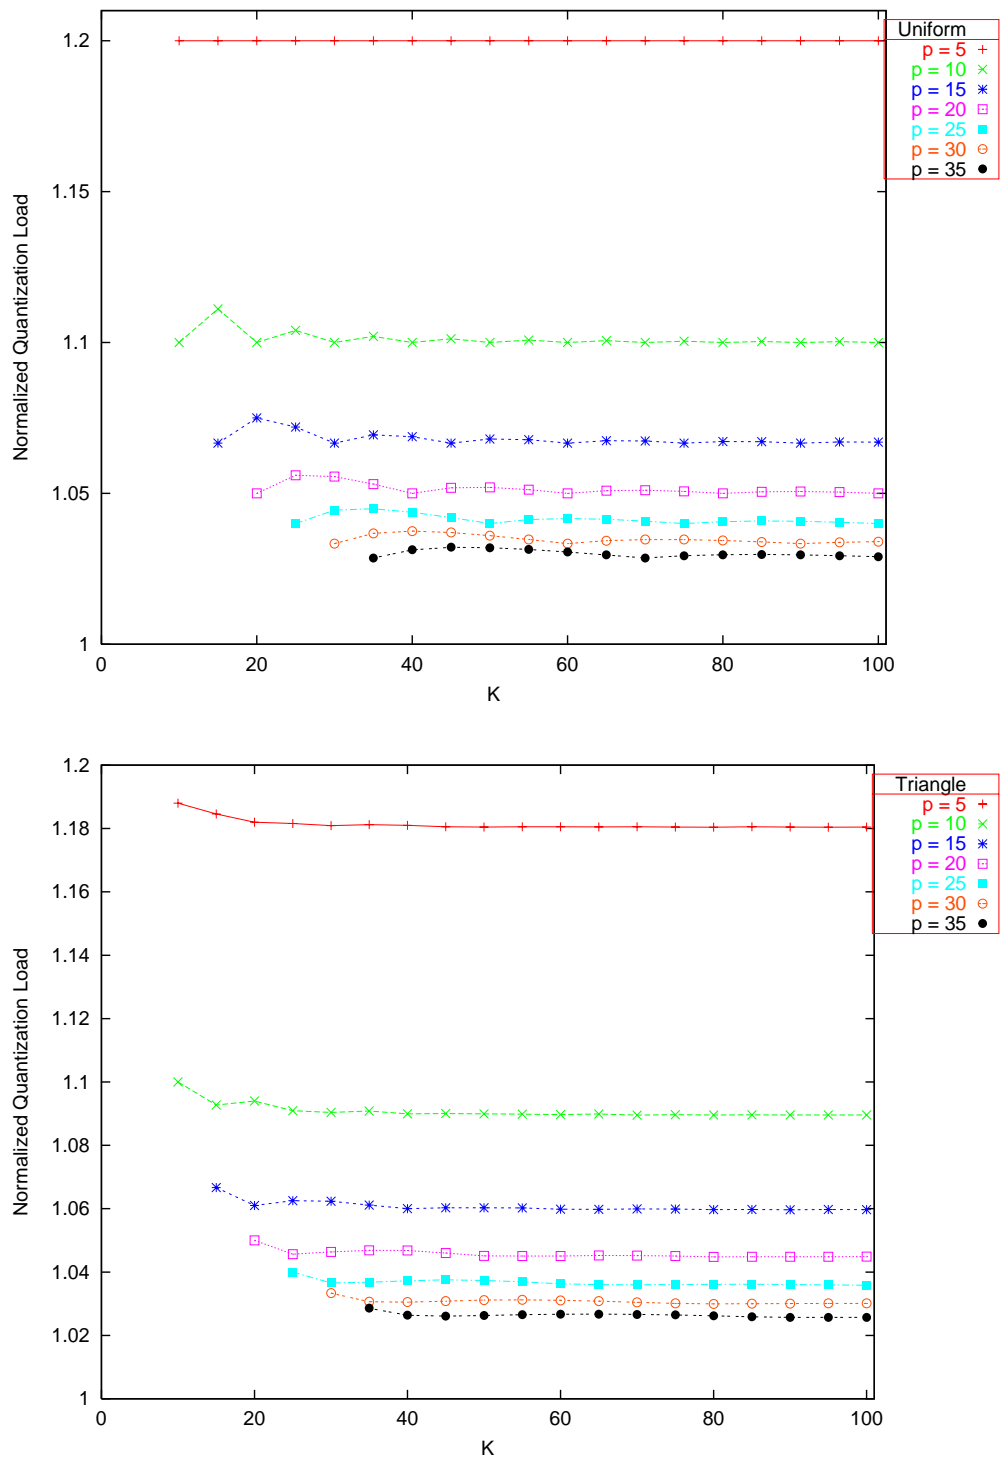 1.2
1.15
1.1
1.05
1
0 20 40 60 80 100
K
Normalized Quantization Load
Uniform
p = 5
p = 10
p = 15
p = 20
p = 25
p = 30
p = 35
1.2
1.18
1.16
1.14
1.12
1.1
1.08
1.06
1.04
1.02
1
0 20 40 60 80 100
K
Normalized Quantization Load
Triangle
p = 5
p = 10
p = 15
p = 20
p = 25
p = 30
p = 35